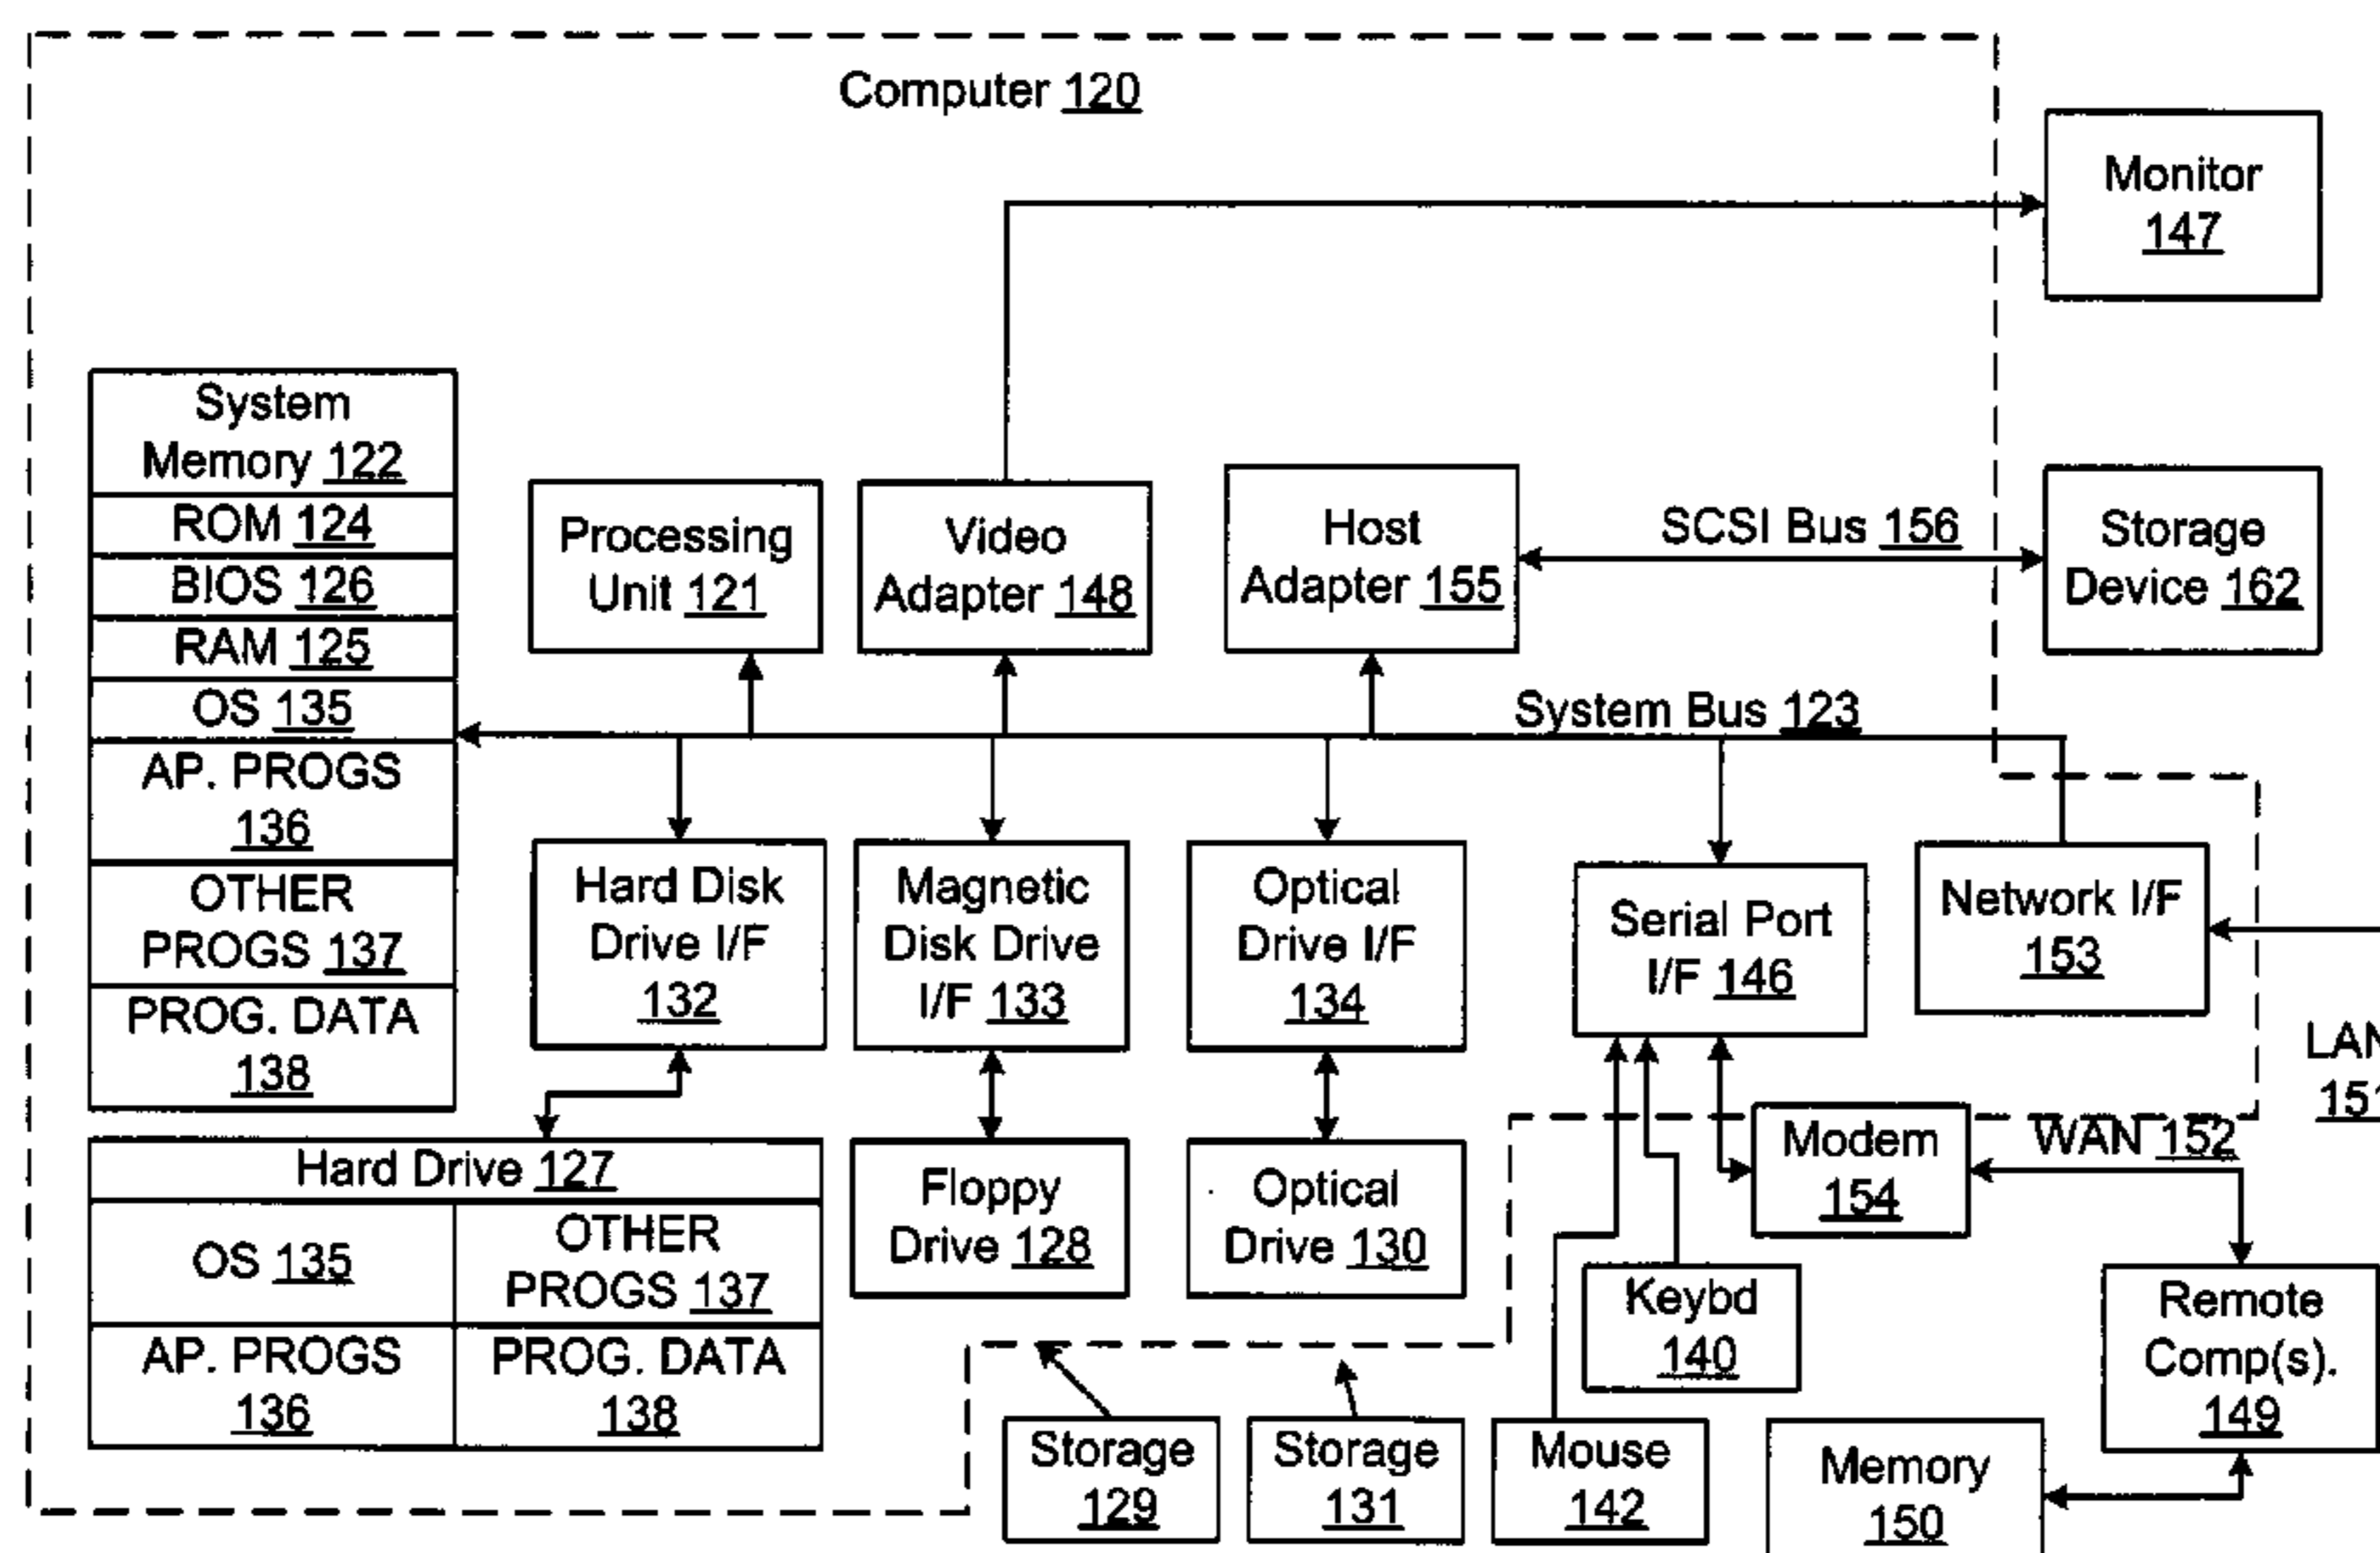 Computer 120
Monitor
147
System
Memory 122
ROM 124
BIOS 126
RAM 125
OS 135
AP. PROGS
136
OTHER
PROGS 137
PROG. DATA
138
Processing
Unit 121
Video
Adapter 148
Host
Adapter 155
SCSI Bus 156
Storage
Device 162
System Bus 123
Hard Disk
Drive I/F
132
Magnetic
Disk Drive
I/F 133
Optical
Drive I/F
134
Serial Port
I/F 146
Network I/F
153
LAN
151
Hard Drive 127
OS 135
OTHER
PROGS 137
AP. PROGS
136
PROG. DATA
138
Floppy
Drive 128
Optical
Drive 130
Modem
154
WAN 152
Keybd
140
Remote
Comp(s).
149
Storage
129
Storage
131
Mouse
142
Memory
150